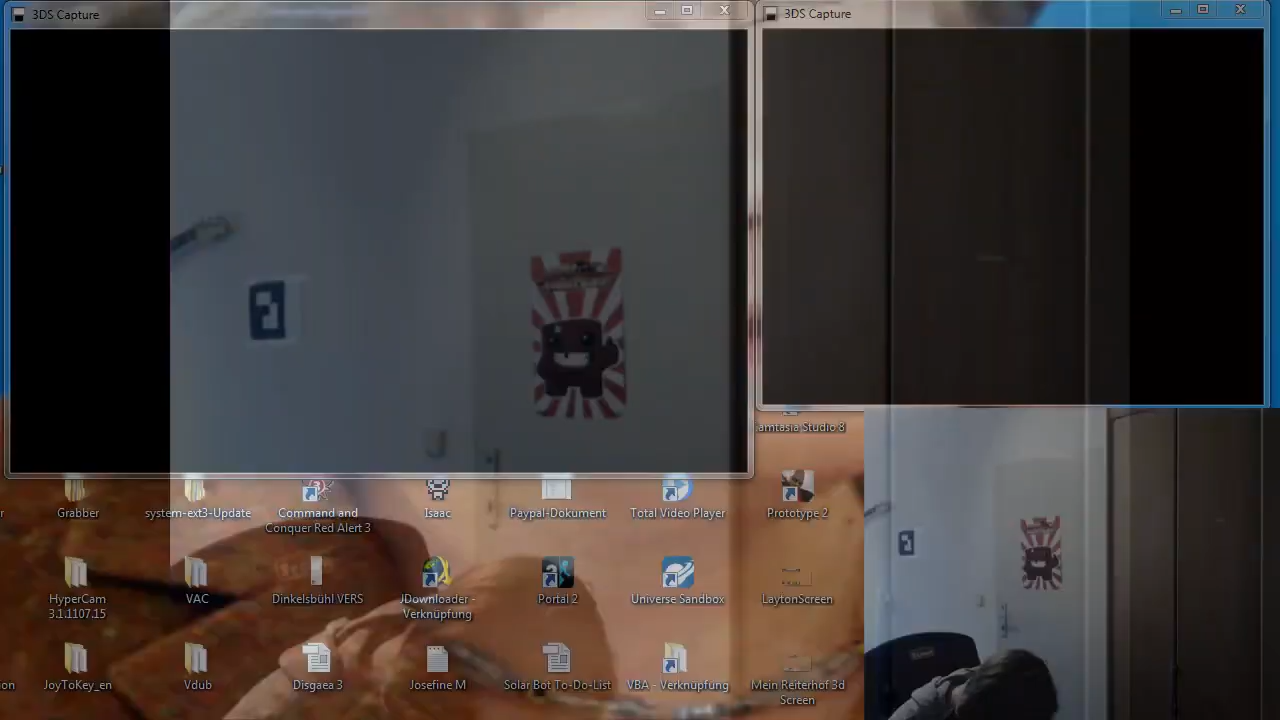 3DS Capture
3DS Capture
amtasia Studio 8
Grabber
system-ext3-Update
Command and
Conquer Red Alert 3
Isaac
Paypal-Dokument
Total Video Player
Prototype 2
HyperCam
3.1.1107.15
VAC
Dinkelsbühl VERS
JDownloader -
Verknüpfung
Portal 2
Universe Sandbox
LaytonScreen
ion
JoyToKey_en
Vdub
Disgaea 3
Josefine M
Solar Bot To-Do-List
VBA - Verknüpfung
Mein Reiterhof 3d
Screen